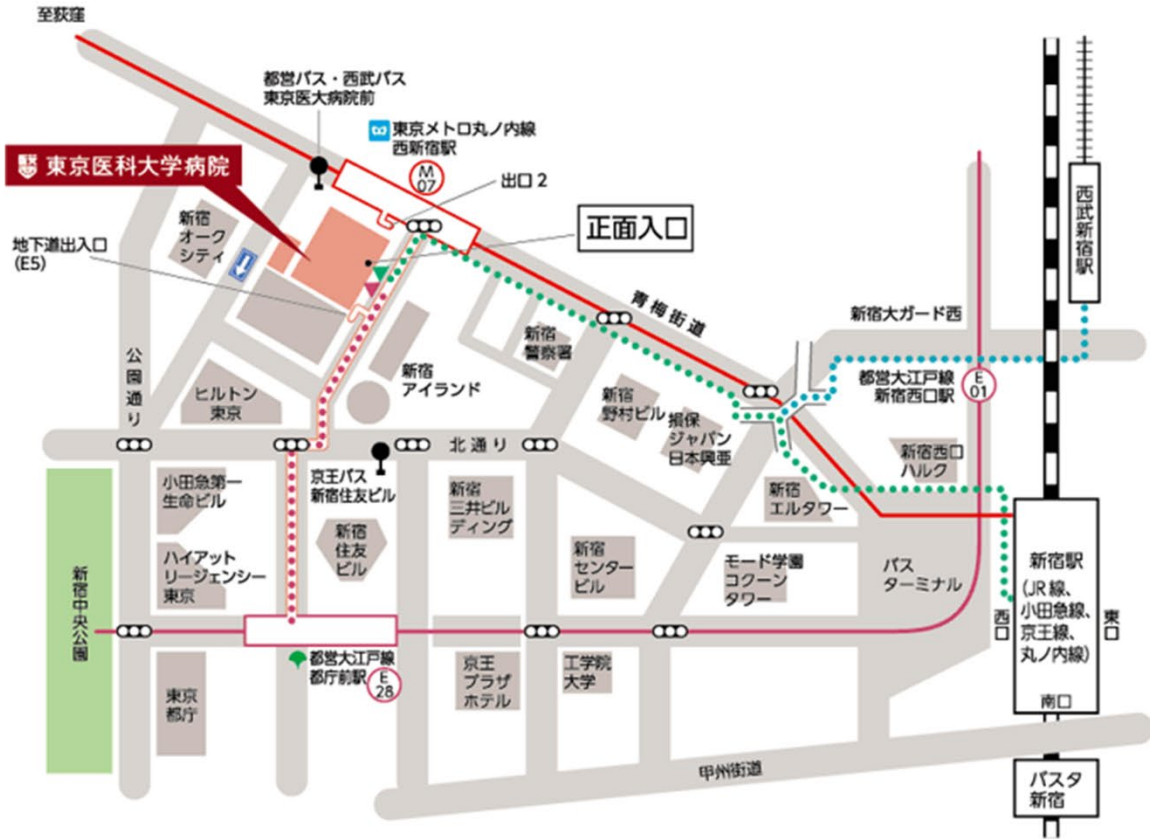 至荻窪
都営バス・西武バス
東京医大病院前
東京メトロ丸ノ内線
西新宿駅
M
07
出口2
東京医科大学病院
正面入口
新宿
オーク
シティ
地下道出入口
(E5)
西武新宿駅
青梅街道
新宿大ガード西
新宿
警察署
公園通り
新宿
アイランド
ヒルトン
東京
都営大江戸線
新宿西口駅
E
01
新宿
野村ビル
損保
ジャパン
日本興亜
新宿西口
ハルク
北通り
小田急第一
生命ビル
京王バス
新宿住友ビル
新宿
三井ビル
ディング
新宿
エルタワー
新宿
住友
ビル
ハイアット
リージェンシー
東京
新宿
センター
ビル
モード学園
コクーン
タワー
バス
ターミナル
新宿駅
(JR線、
小田急線、
京王線、
丸ノ内線)
西口
東口
南口
新宿中央公園
都営大江戸線
都庁前駅
E
28
東京
都庁
京王
プラザ
ホテル
工学院
大学
甲州街道
バスタ
新宿